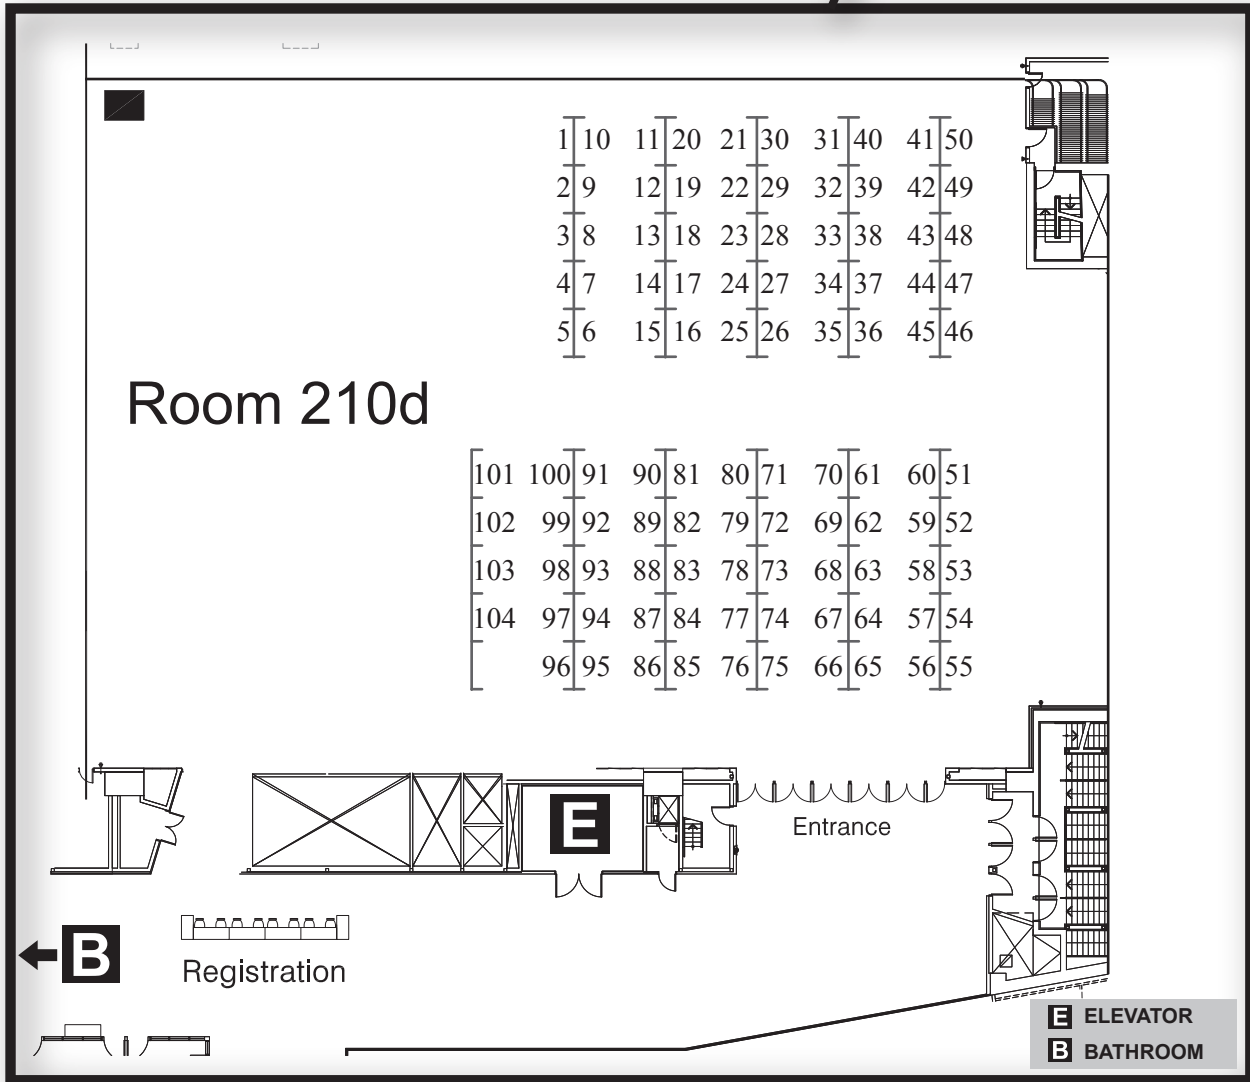 1 10 11 20 21 30 31 40 41 50
2 9 12 19 22 29 32 39 42 49
3 8 13 18 23 28 33 38 43 48
4 7 14 17 24 27 34 37 44 47
5 6 15 16 25 26 35 36 45 46
Room 210d
101 100 91 90 81 80 71 70 61 60 51
102 99 92 89 82 79 72 69 62 59 52
103 98 93 88 83 78 73 68 63 58 53
104 97 94 87 84 77 74 67 64 57 54
96 95 86 85 76 75 66 65 56 55
E
Entrance
B
Registration
E ELEVATOR
B BATHROOM